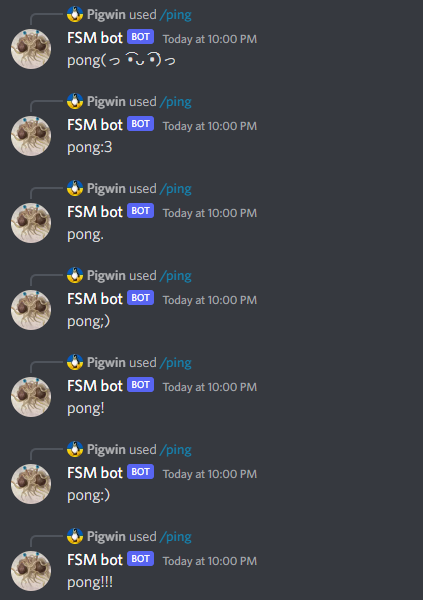 Pigwin used /ping
FSM bot BOT Today at 10:00 PM
pong(っ ͡• ᴗ ͡•)っ
Pigwin used /ping
FSM bot BOT Today at 10:00 PM
pong:3
Pigwin used /ping
FSM bot BOT Today at 10:00 PM
pong.
Pigwin used /ping
FSM bot BOT Today at 10:00 PM
pong;)
Pigwin used /ping
FSM bot BOT Today at 10:00 PM
pong!
Pigwin used /ping
FSM bot BOT Today at 10:00 PM
pong:)
Pigwin used /ping
FSM bot BOT Today at 10:00 PM
pong!!!